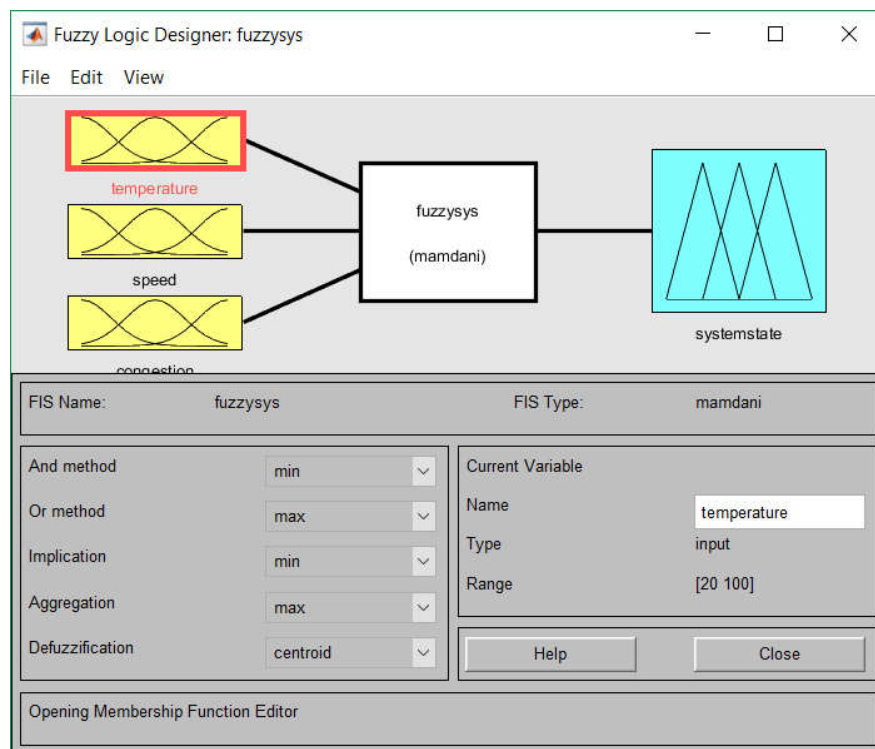 Fuzzy Logic Designer: fuzzysys
File Edit View
temperature
speed
congestion
fuzzysys
(mamdani)
systemstate
FIS Name: fuzzysys FIS Type: mamdani
And method min
Or method max
Implication min
Aggregation max
Defuzzification centroid
Current Variable
Name temperature
Type input
Range [20 100]
Help Close
Opening Membership Function Editor